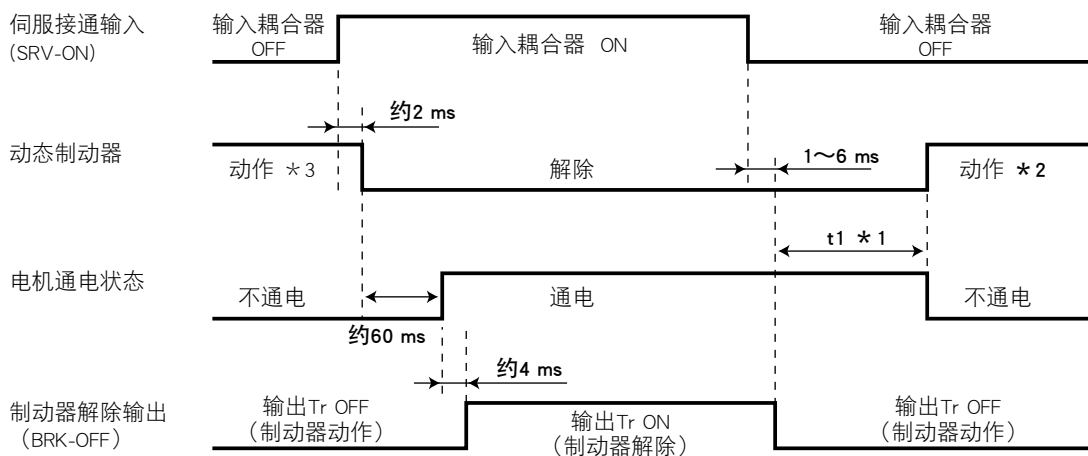 伺服接通输入
(SRV-ON)
输入耦合器
OFF
输入耦合器 ON
输入耦合器
OFF
约2 ms
动态制动器
动作 *3
解除
1~6 ms
动作 *2
t1 *1
电机通电状态
不通电
通电
不通电
约60 ms
约4 ms
制动器解除输出
(BRK-OFF)
输出Tr OFF
(制动器动作)
输出Tr ON
(制动器解除)
输出Tr OFF
(制动器动作)